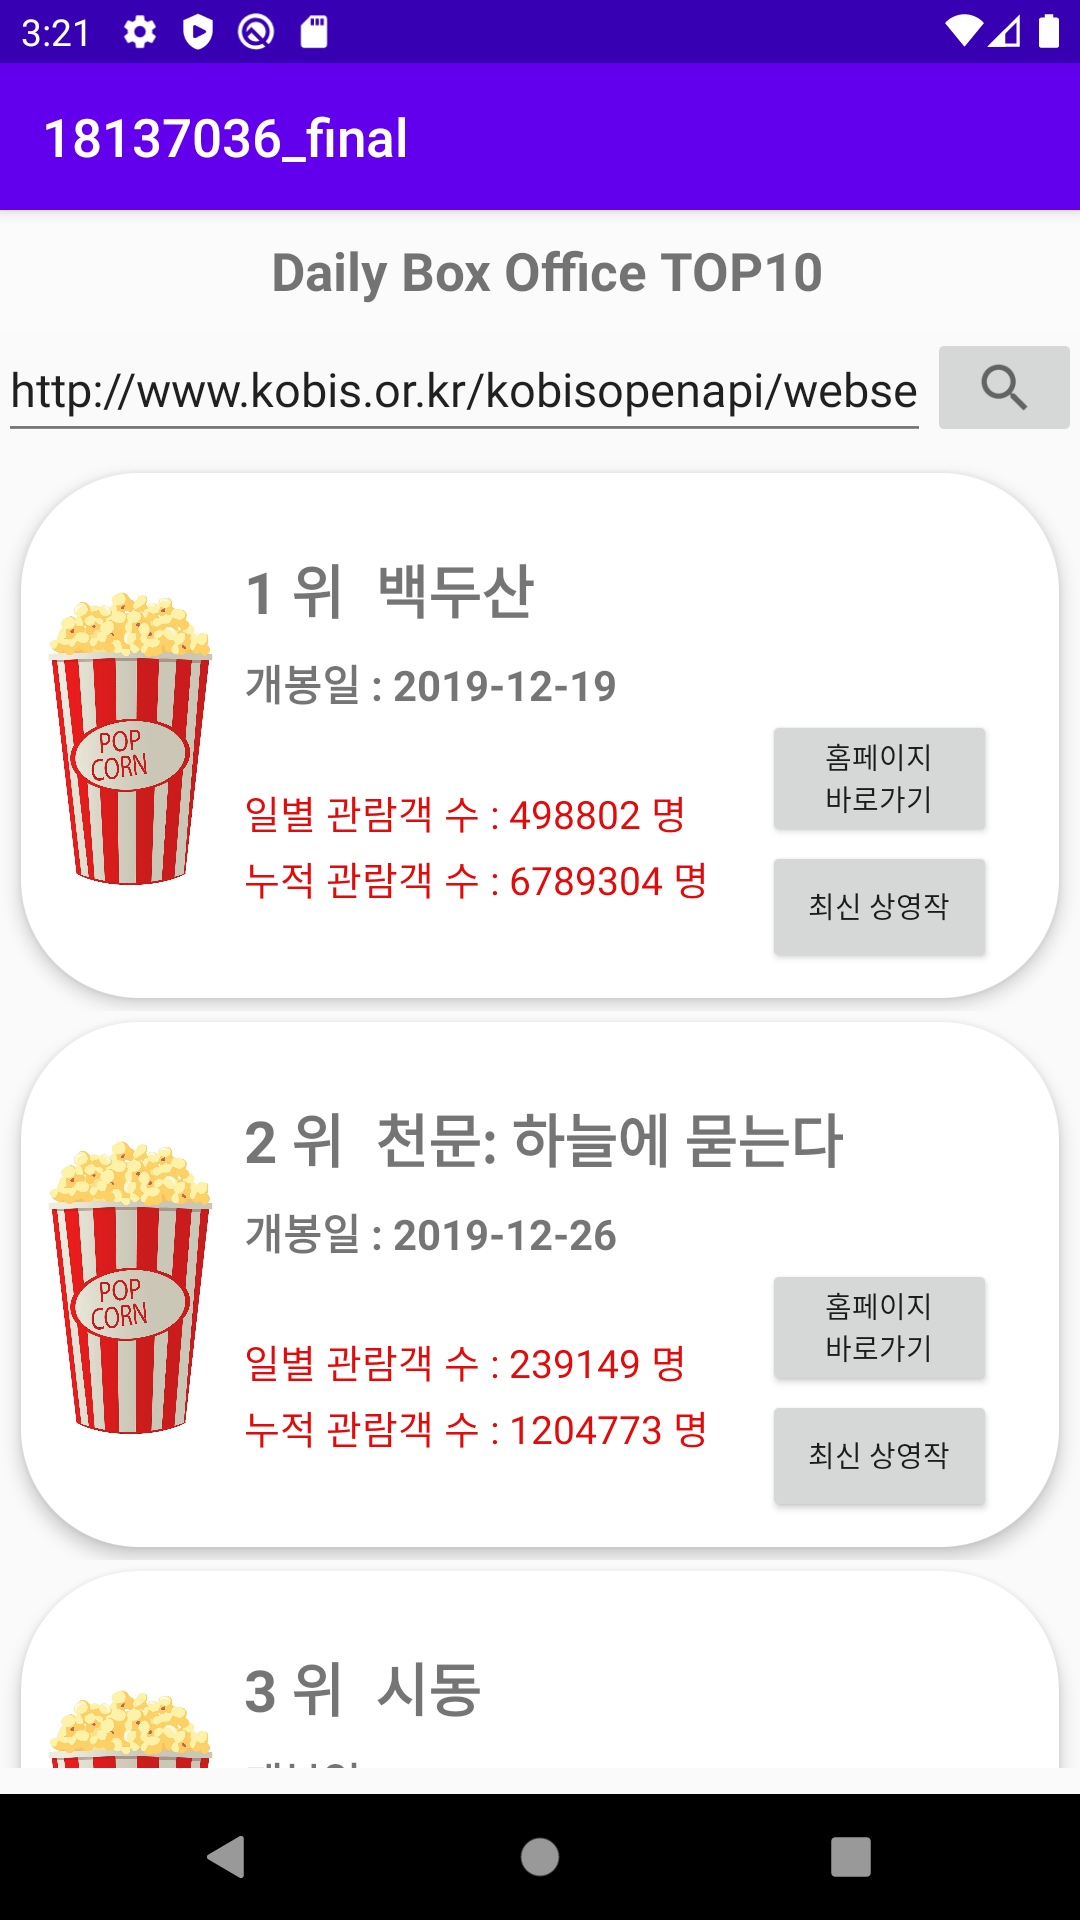 3:21
18137036_final
Daily Box Office TOP10
http://www.kobis.or.kr/kobisopenapi/webse
1 위 백두산
개봉일 : 2019-12-19
POP
CORN
홈페이지
바로가기
일별 관람객 수 : 498802 명
누적 관람객 수 : 6789304 명
최신 상영작
2 위 천문: 하늘에 묻는다
개봉일 : 2019-12-26
POP
CORN
홈페이지
바로가기
일별 관람객 수 : 239149 명
누적 관람객 수 : 1204773 명
최신 상영작
3 위 시동